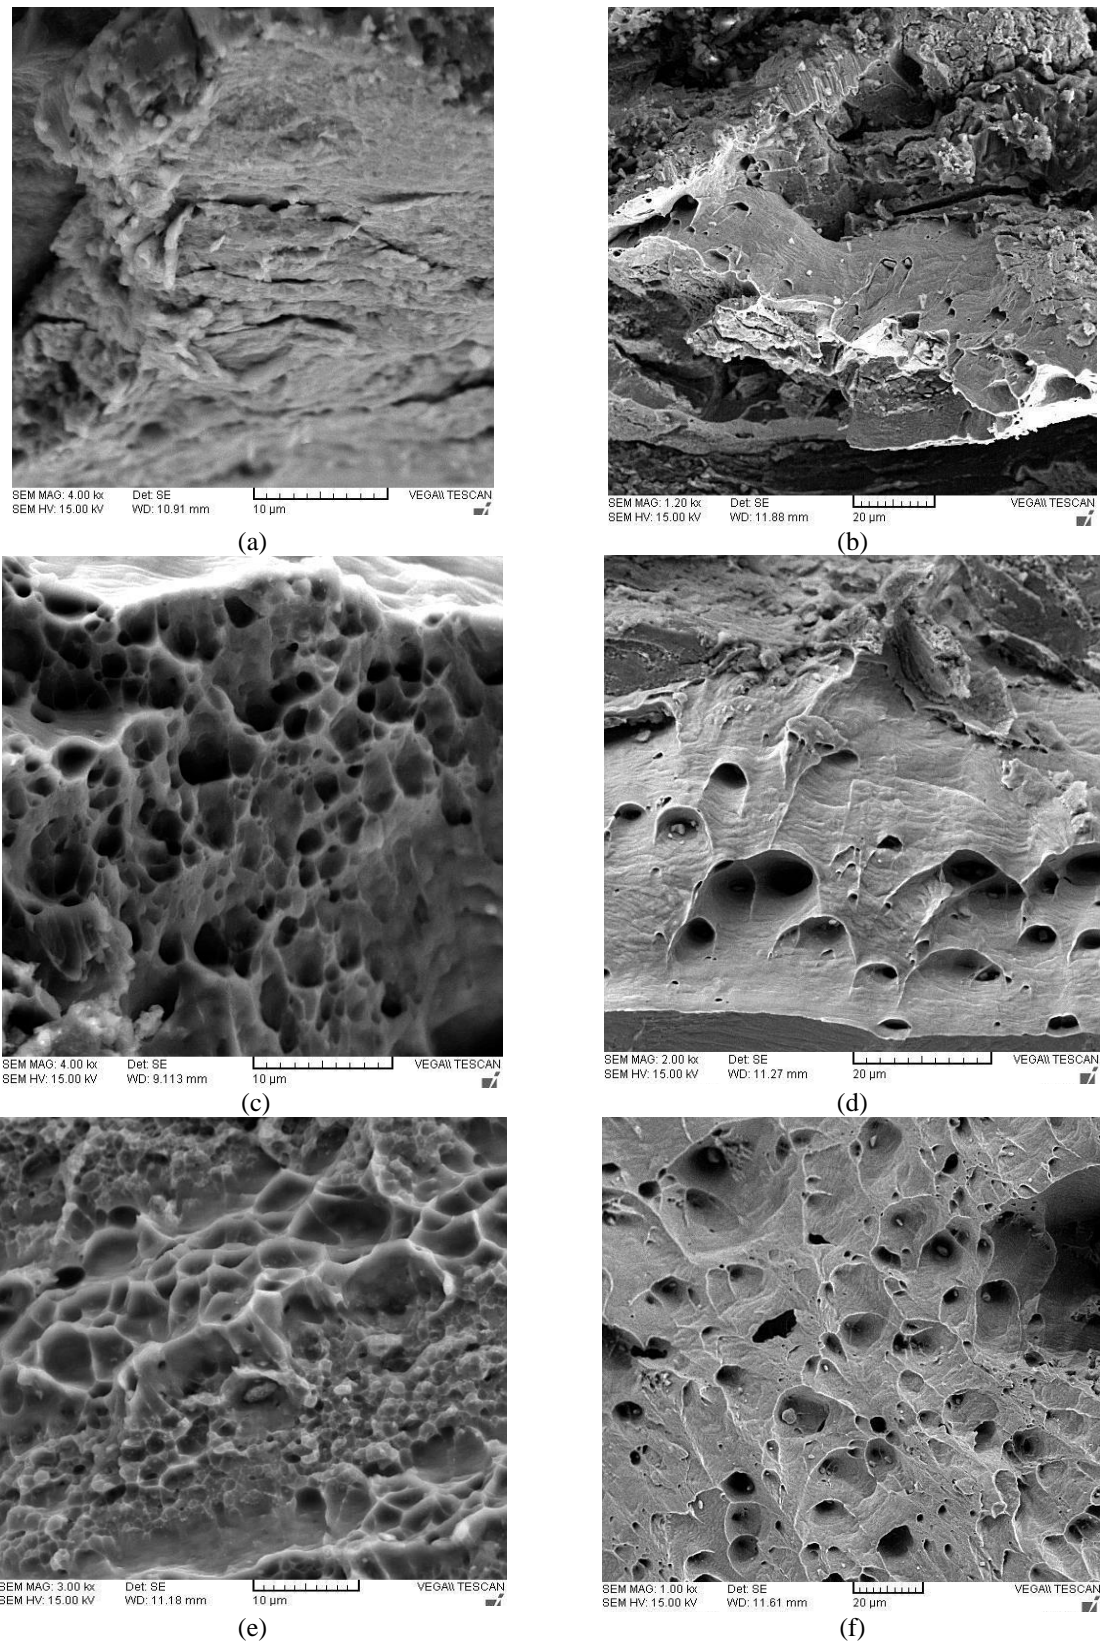 SEM MAG: 4.00 kx Det: SE 10 µm VEGA\\ TESCAN
SEM HV: 15.00 kV WD: 10.91 mm
SEM MAG: 1.20 kx Det: SE 20 µm VEGA\\ TESCAN
SEM HV: 15.00 kV WD: 11.88 mm
(a) (b)
SEM MAG: 4.00 kx Det: SE 10 µm VEGA\\ TESCAN
SEM HV: 15.00 kV WD: 9.113 mm
SEM MAG: 2.00 kx Det: SE 20 µm VEGA\\ TESCAN
SEM HV: 15.00 kV WD: 11.27 mm
(c) (d)
SEM MAG: 3.00 kx Det: SE 10 µm VEGA\\ TESCAN
SEM HV: 15.00 kV WD: 11.18 mm
SEM MAG: 1.00 kx Det: SE 20 µm VEGA\\ TESCAN
SEM HV: 15.00 kV WD: 11.61 mm
(e) (f)